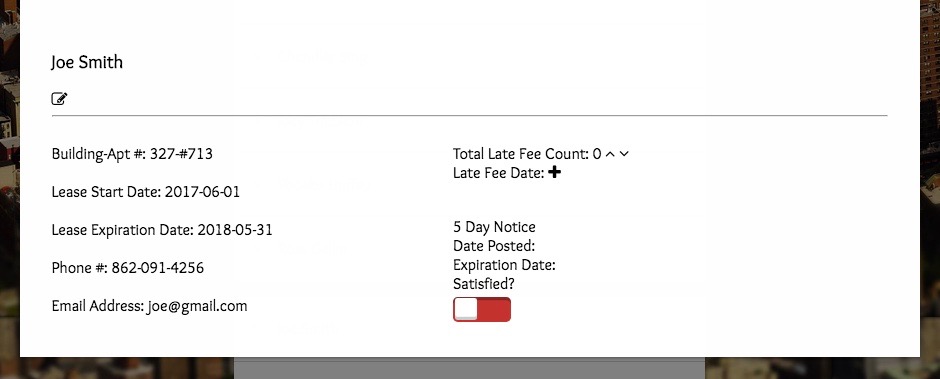 Joe Smith
Building-Apt #: 327-#713
Lease Start Date: 2017-06-01
Lease Expiration Date: 2018-05-31
Phone #: 862-091-4256
Email Address: joe@gmail.com
Total Late Fee Count: 0
Late Fee Date:
5 Day Notice
Date Posted:
Expiration Date:
Satisfied?